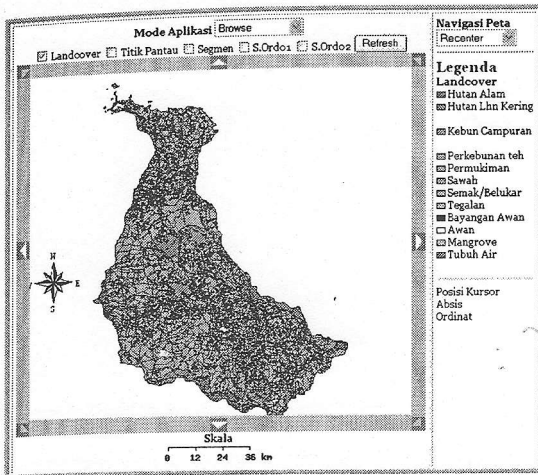 Mode Aplikasi Browse
Landcover Titik Pantau Segmen S.Ordo1 S.Ordo2 Refresh
N
E
S
Skala
0 12 24 36 km
Navigasi Peta
Recenter
Legenda
Landcover
Hutan Alam
Hutan Lhn Kering
Kebun Campuran
Perkebunan teh
Permukiman
Sawah
Semak/Belukar
Tegalan
Bayangan Awan
Awan
Mangrove
Tubuh Air
Posisi Kursor
Absis
Ordinat